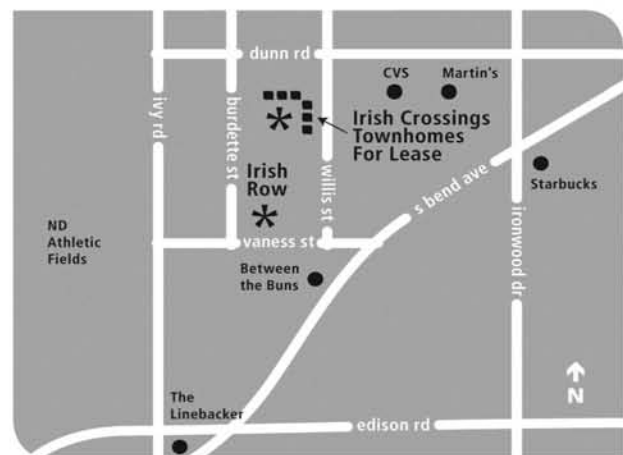 dunn rd
CVS
Martin's
ivy rd
burdette st
Irish Crossings
Townhomes
For Lease
Irish
Row
willis st
s bend ave
Starbucks
ironwood dr
ND
Athletic
Fields
vaness st
Between
the Buns
N
The
Linebacker
edison rd